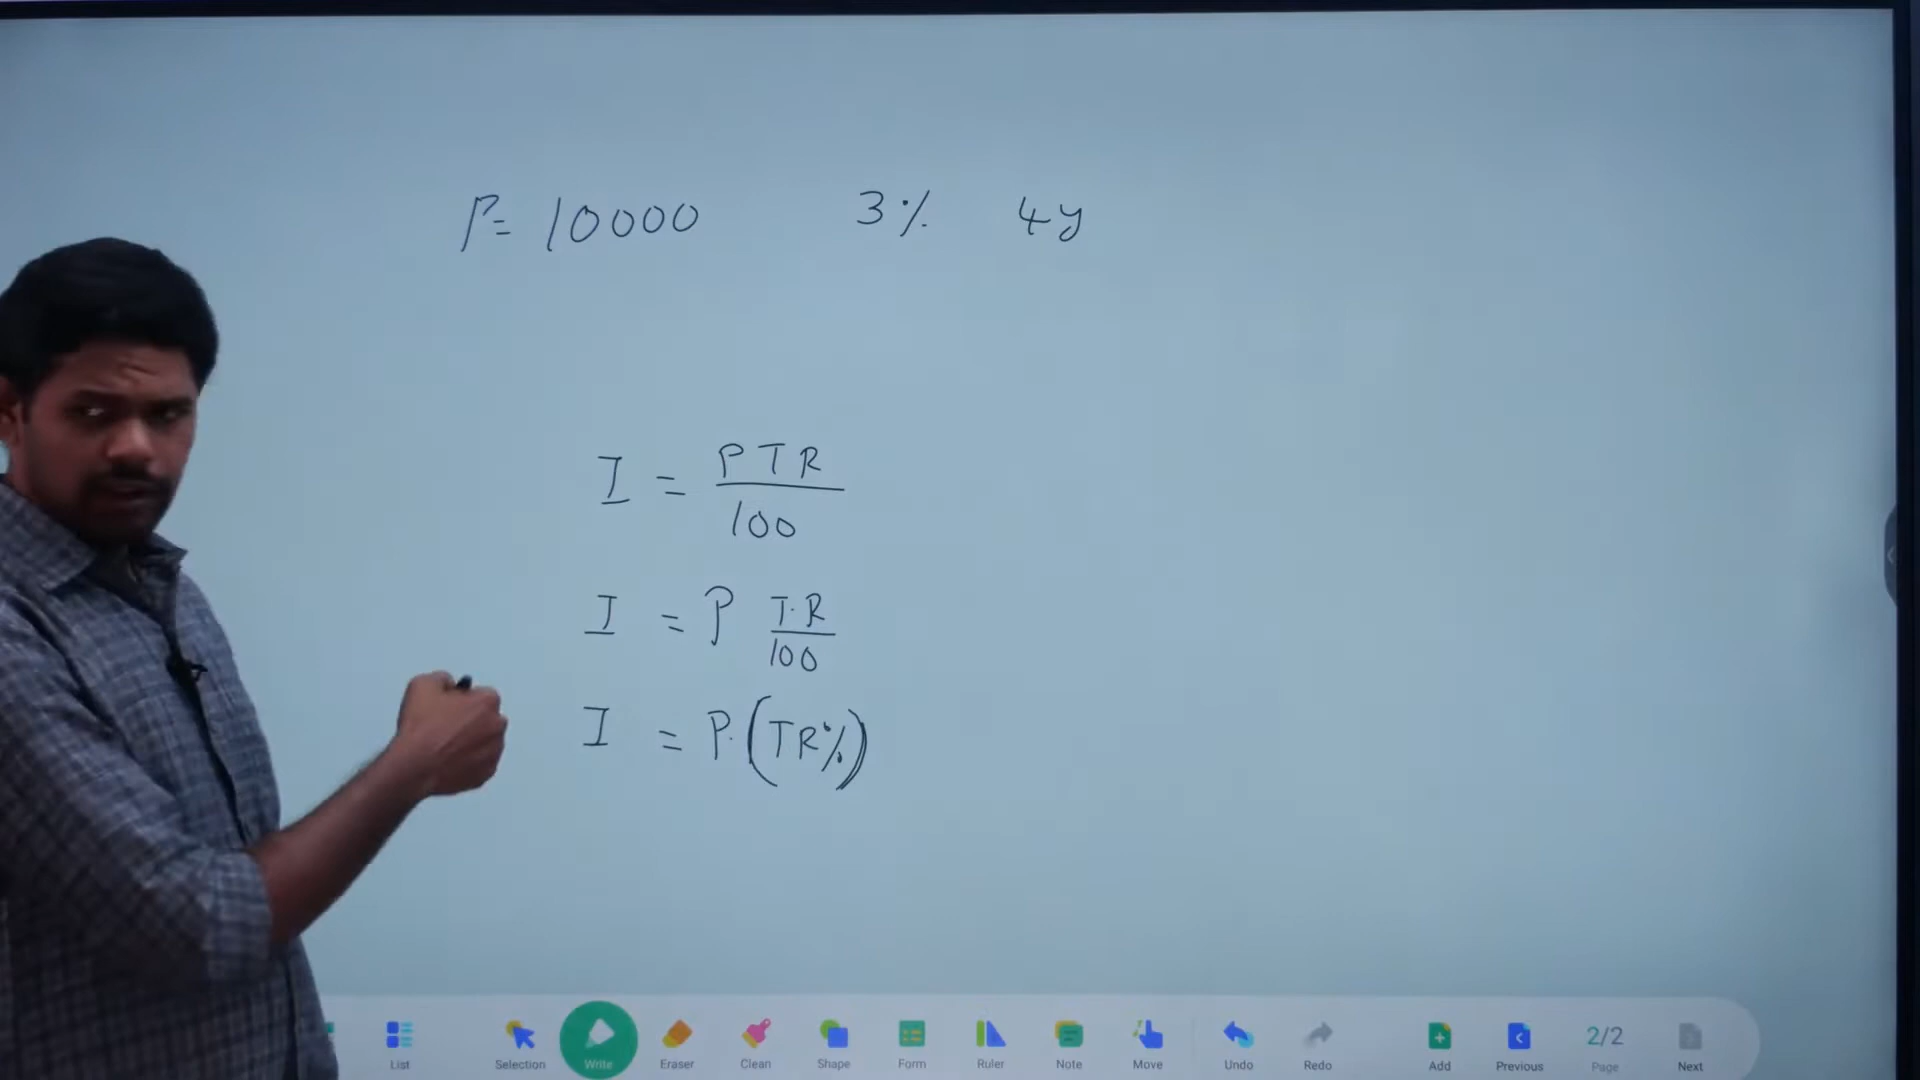 P= 10000 3% 4y
I = PTR/100
I = P T·R/100
I = P·(TR%)
List Selection Write Eraser Clean Shape Form Ruler Note Move Undo Redo Add Previous 2/2 Page Next